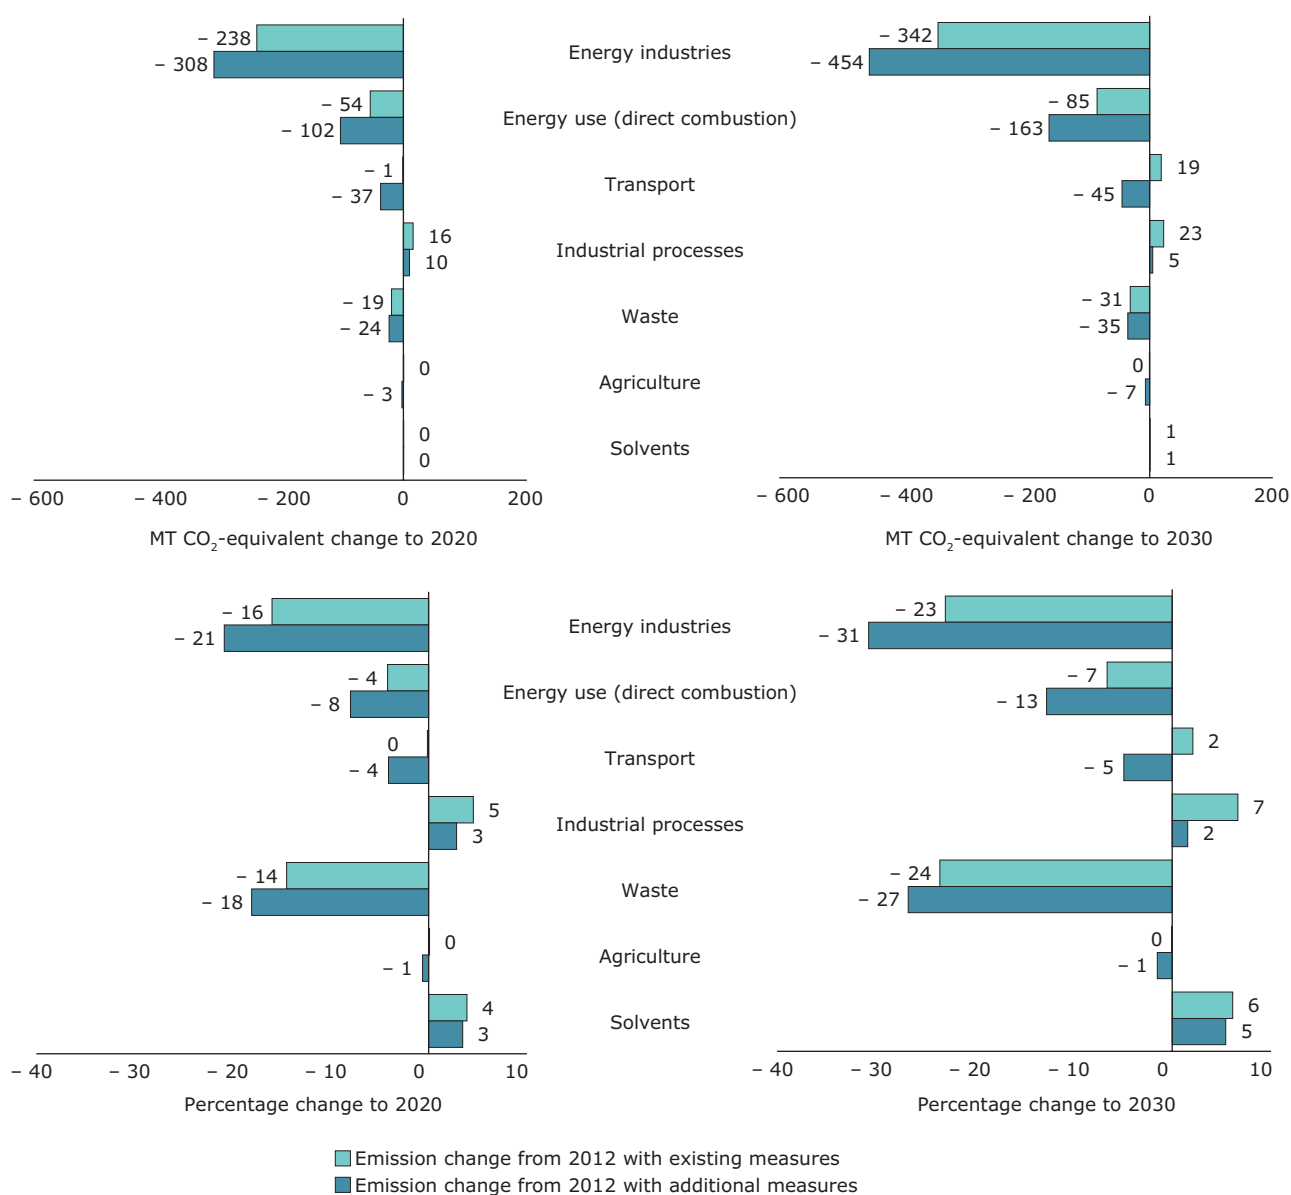 – 238
– 308
Energy industries
– 342
– 454
– 54
– 102
Energy use (direct combustion)
– 85
– 163
– 1
– 37
Transport
19
– 45
16
10
Industrial processes
23
5
– 19
– 24
Waste
– 31
– 35
0
– 3
Agriculture
0
– 7
0
0
Solvents
1
1
– 600 – 400 – 200 0 200
– 600 – 400 – 200 0 200
MT CO₂-equivalent change to 2020
MT CO₂-equivalent change to 2030
– 16
– 21
Energy industries
– 23
– 31
– 4
– 8
Energy use (direct combustion)
– 7
– 13
0
– 4
Transport
2
– 5
5
3
Industrial processes
7
2
– 14
– 18
Waste
– 24
– 27
0
– 1
Agriculture
0
– 1
4
3
Solvents
6
5
– 40 – 30 – 20 – 10 0 10
– 40 – 30 – 20 – 10 0 10
Percentage change to 2020
Percentage change to 2030
Emission change from 2012 with existing measures
Emission change from 2012 with additional measures